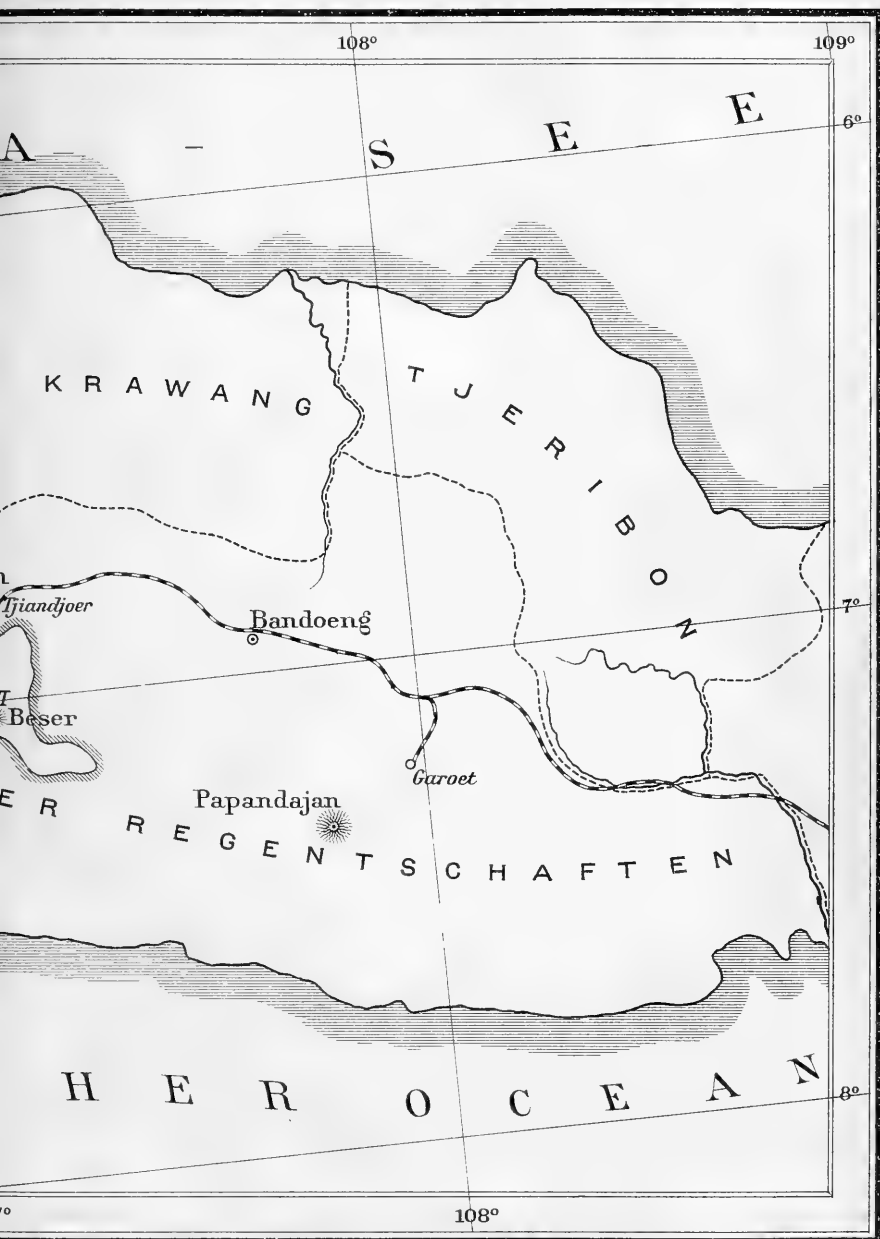 108° 109°
A - S E E
6°
KRAWANG
TJERIBON
Tjiandjoer
Bandoeng
7°
Beser
Garoet
Papandajan
ER REGENTSCHAFTEN
HER OCEAN
8°
108°